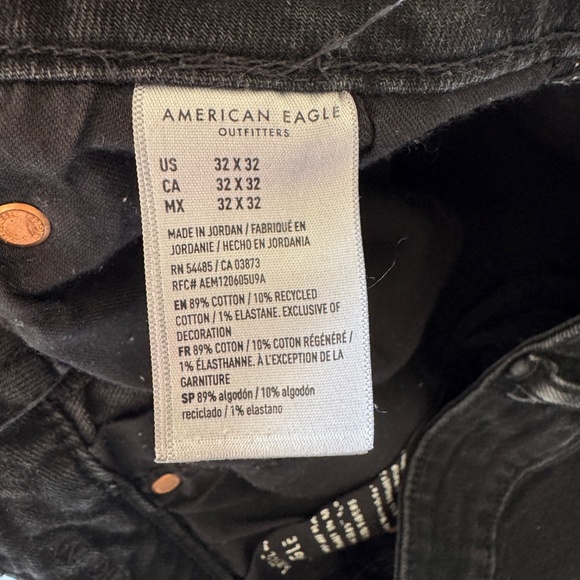 AMERICAN EAGLE
OUTFITTERS
US 32 X 32
CA 32 X 32
MX 32 X 32
MADE IN JORDAN / FABRIQUÉ EN
JORDANIE / HECHO EN JORDANIA
RN 54485 / CA 03873
RFC# AEM120605U9A
EN 89% COTTON / 10% RECYCLED
COTTON / 1% ELASTANE. EXCLUSIVE OF
DECORATION
FR 89% COTON / 10% COTON RÉGÉNÉRÉ /
1% ÉLASTHANNE. À L'EXCEPTION DE LA
GARNITURE
SP 89% algodón / 10% algodón
reciclado / 1% elastano